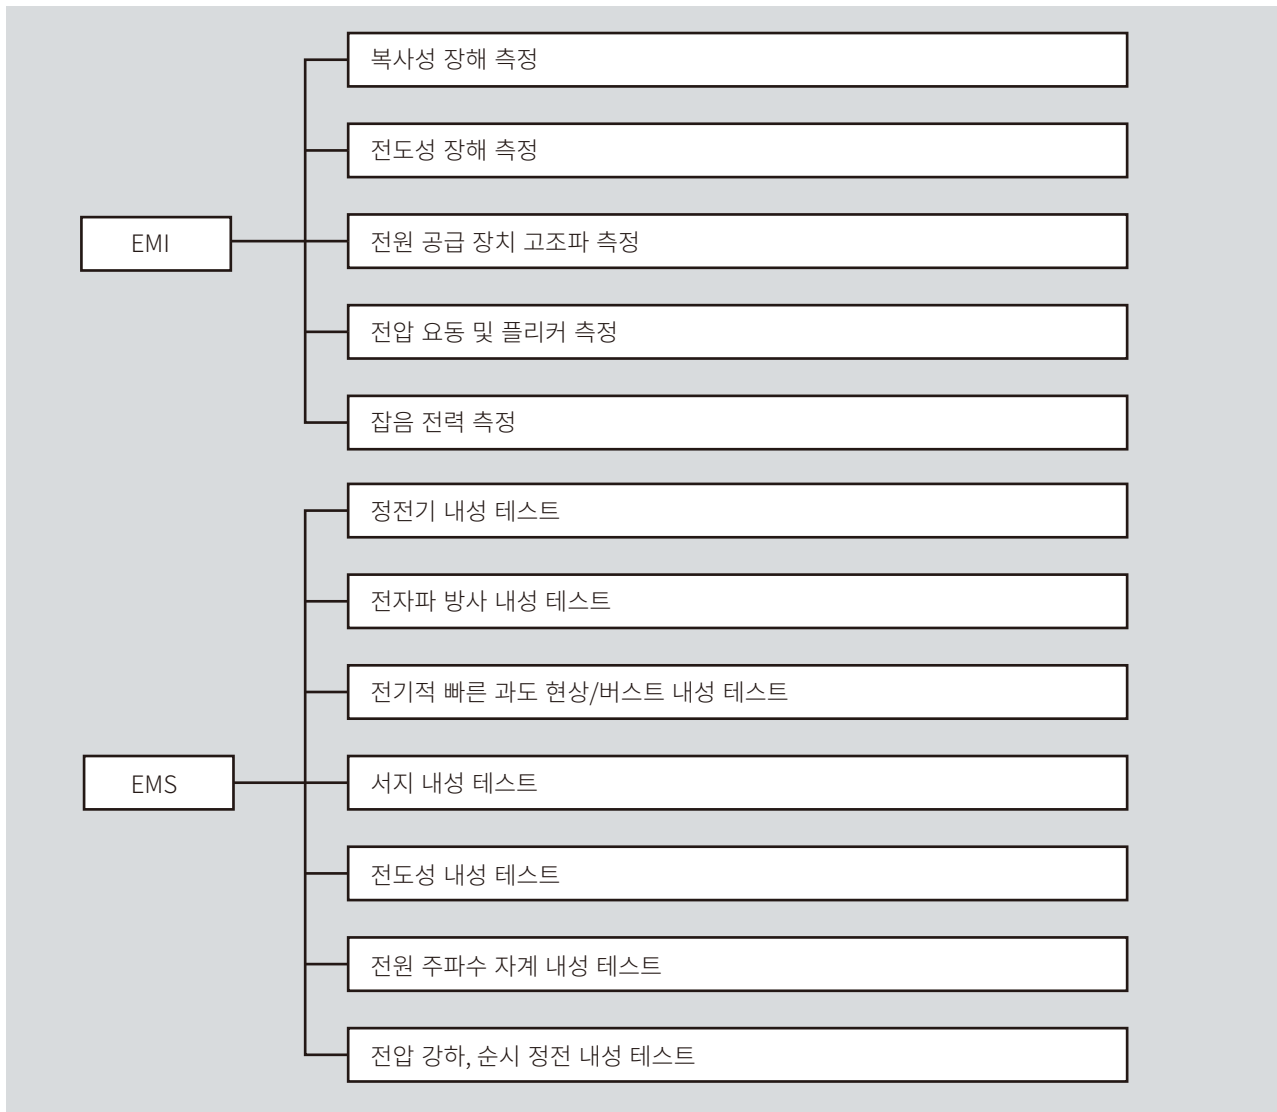 EMI
복사성 장해 측정
전도성 장해 측정
전원 공급 장치 고조파 측정
전압 요동 및 플리커 측정
잡음 전력 측정
EMS
정전기 내성 테스트
전자파 방사 내성 테스트
전기적 빠른 과도 현상/버스트 내성 테스트
서지 내성 테스트
전도성 내성 테스트
전원 주파수 자계 내성 테스트
전압 강하, 순시 정전 내성 테스트